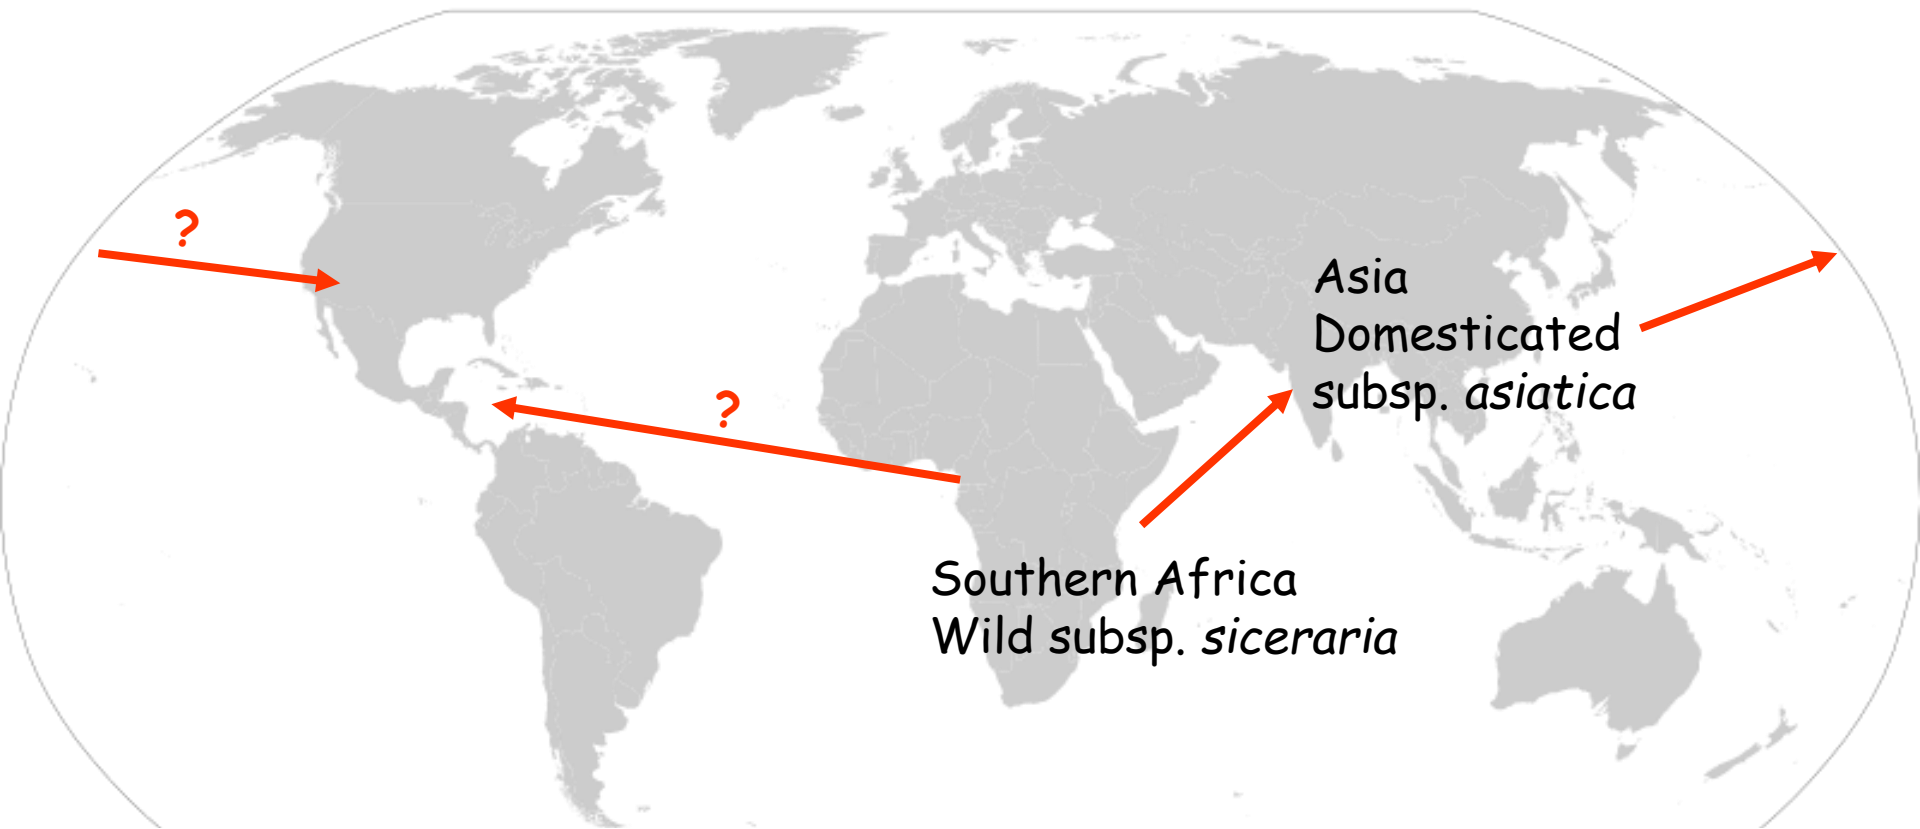 ?
Asia
Domesticated
subsp. asiatica
?
Southern Africa
Wild subsp. siceraria